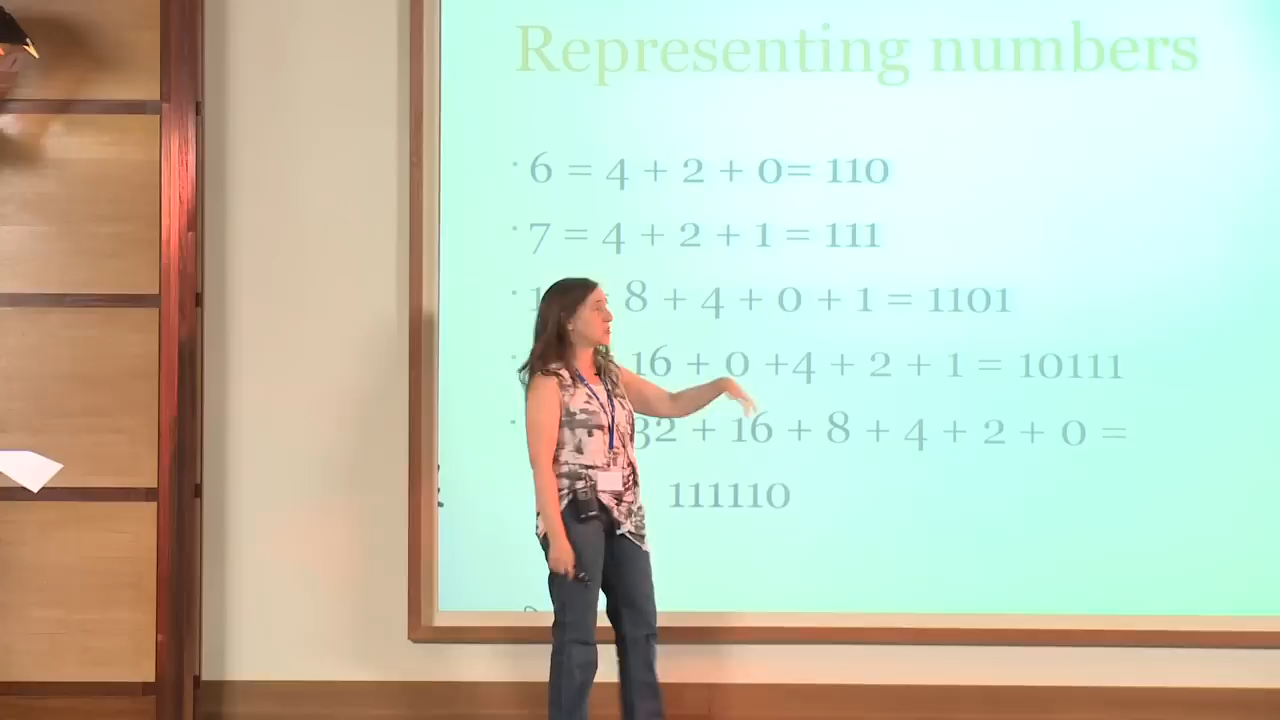 Representing numbers
· 6 = 4 + 2 + 0= 110
· 7 = 4 + 2 + 1 = 111
· 8 + 4 + 0 + 1 = 1101
· 16 + 0 +4 + 2 + 1 = 10111
· 32 + 16 + 8 + 4 + 2 + 0 =
111110